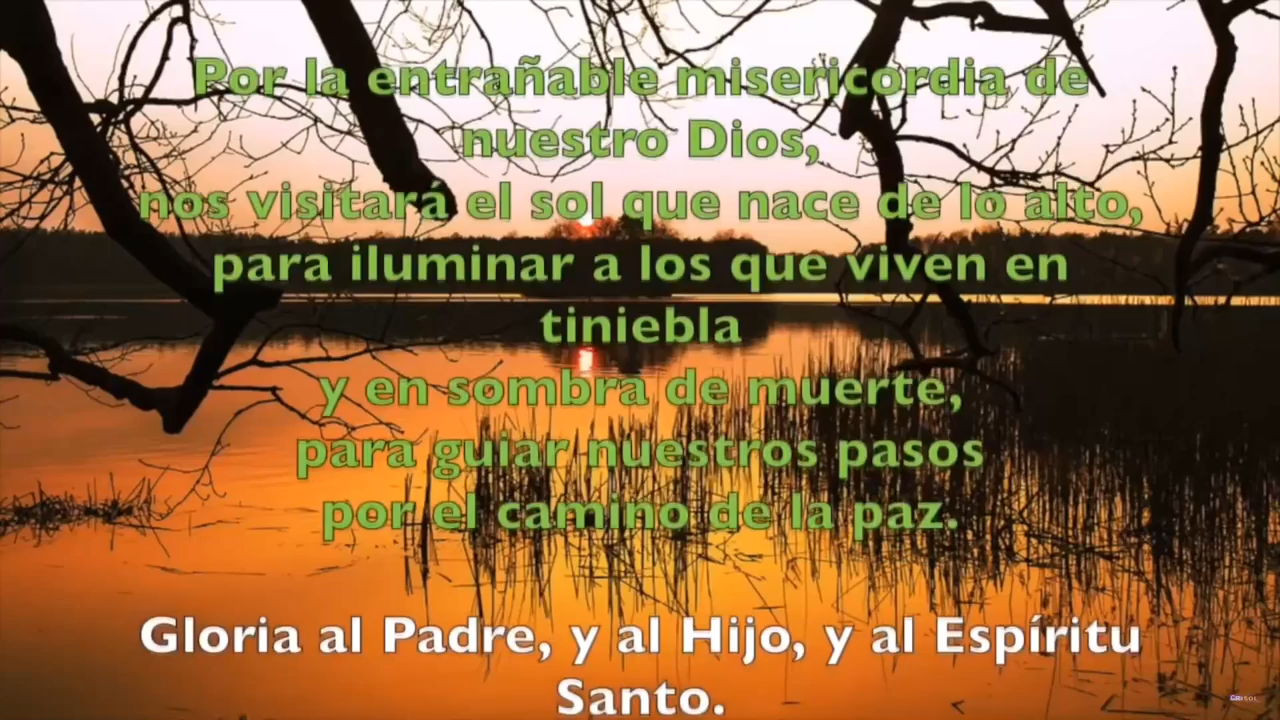 Por la entrañable misericordia de
nuestro Dios,
nos visitará el sol que nace de lo alto,
para iluminar a los que viven en
tiniebla
y en sombra de muerte,
para guiar nuestros pasos
por el camino de la paz.
Gloria al Padre, y al Hijo, y al Espíritu
Santo.